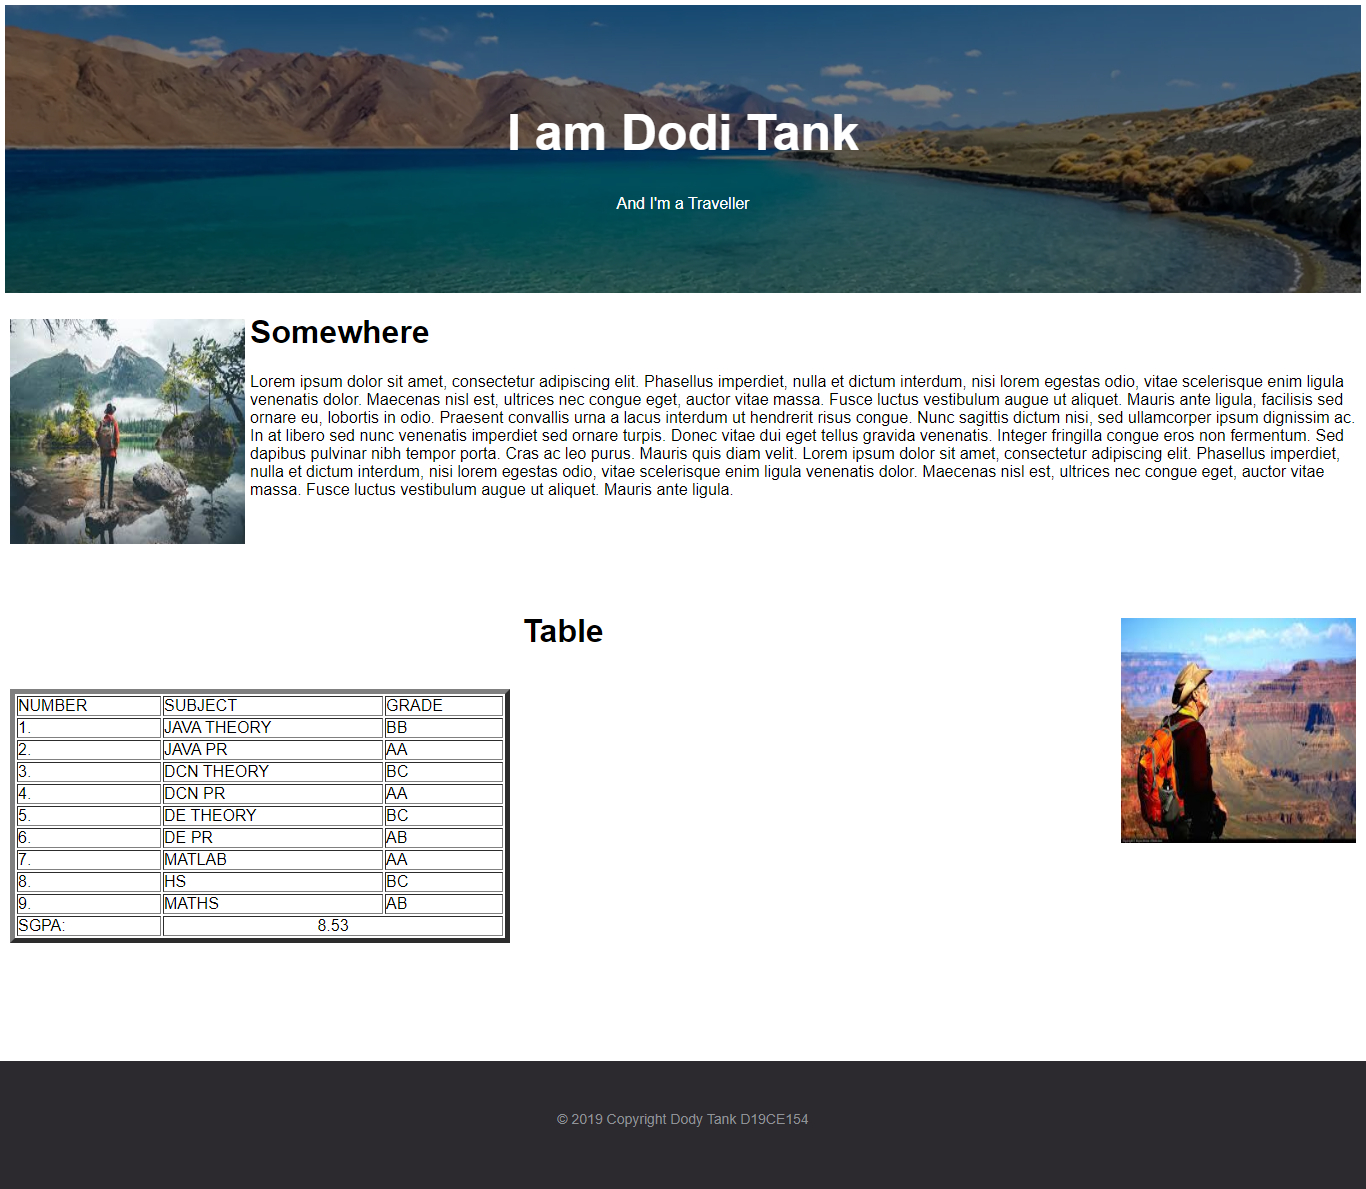 I am Dodi Tank
And I'm a Traveller
Somewhere
Lorem ipsum dolor sit amet, consectetur adipiscing elit. Phasellus imperdiet, nulla et dictum interdum, nisi lorem egestas odio, vitae scelerisque enim ligula
venenatis dolor. Maecenas nisl est, ultrices nec congue eget, auctor vitae massa. Fusce luctus vestibulum augue ut aliquet. Mauris ante ligula, facilisis sed
ornare eu, lobortis in odio. Praesent convallis urna a lacus interdum ut hendrerit risus congue. Nunc sagittis dictum nisi, sed ullamcorper ipsum dignissim ac.
In at libero sed nunc venenatis imperdiet sed ornare turpis. Donec vitae dui eget tellus gravida venenatis. Integer fringilla congue eros non fermentum. Sed
dapibus pulvinar nibh tempor porta. Cras ac leo purus. Mauris quis diam velit. Lorem ipsum dolor sit amet, consectetur adipiscing elit. Phasellus imperdiet,
nulla et dictum interdum, nisi lorem egestas odio, vitae scelerisque enim ligula venenatis dolor. Maecenas nisl est, ultrices nec congue eget, auctor vitae
massa. Fusce luctus vestibulum augue ut aliquet. Mauris ante ligula.
Table
NUMBER SUBJECT GRADE
1. JAVA THEORY BB
2. JAVA PR AA
3. DCN THEORY BC
4. DCN PR AA
5. DE THEORY BC
6. DE PR AB
7. MATLAB AA
8. HS BC
9. MATHS AB
SGPA: 8.53
© 2019 Copyright Dody Tank D19CE154